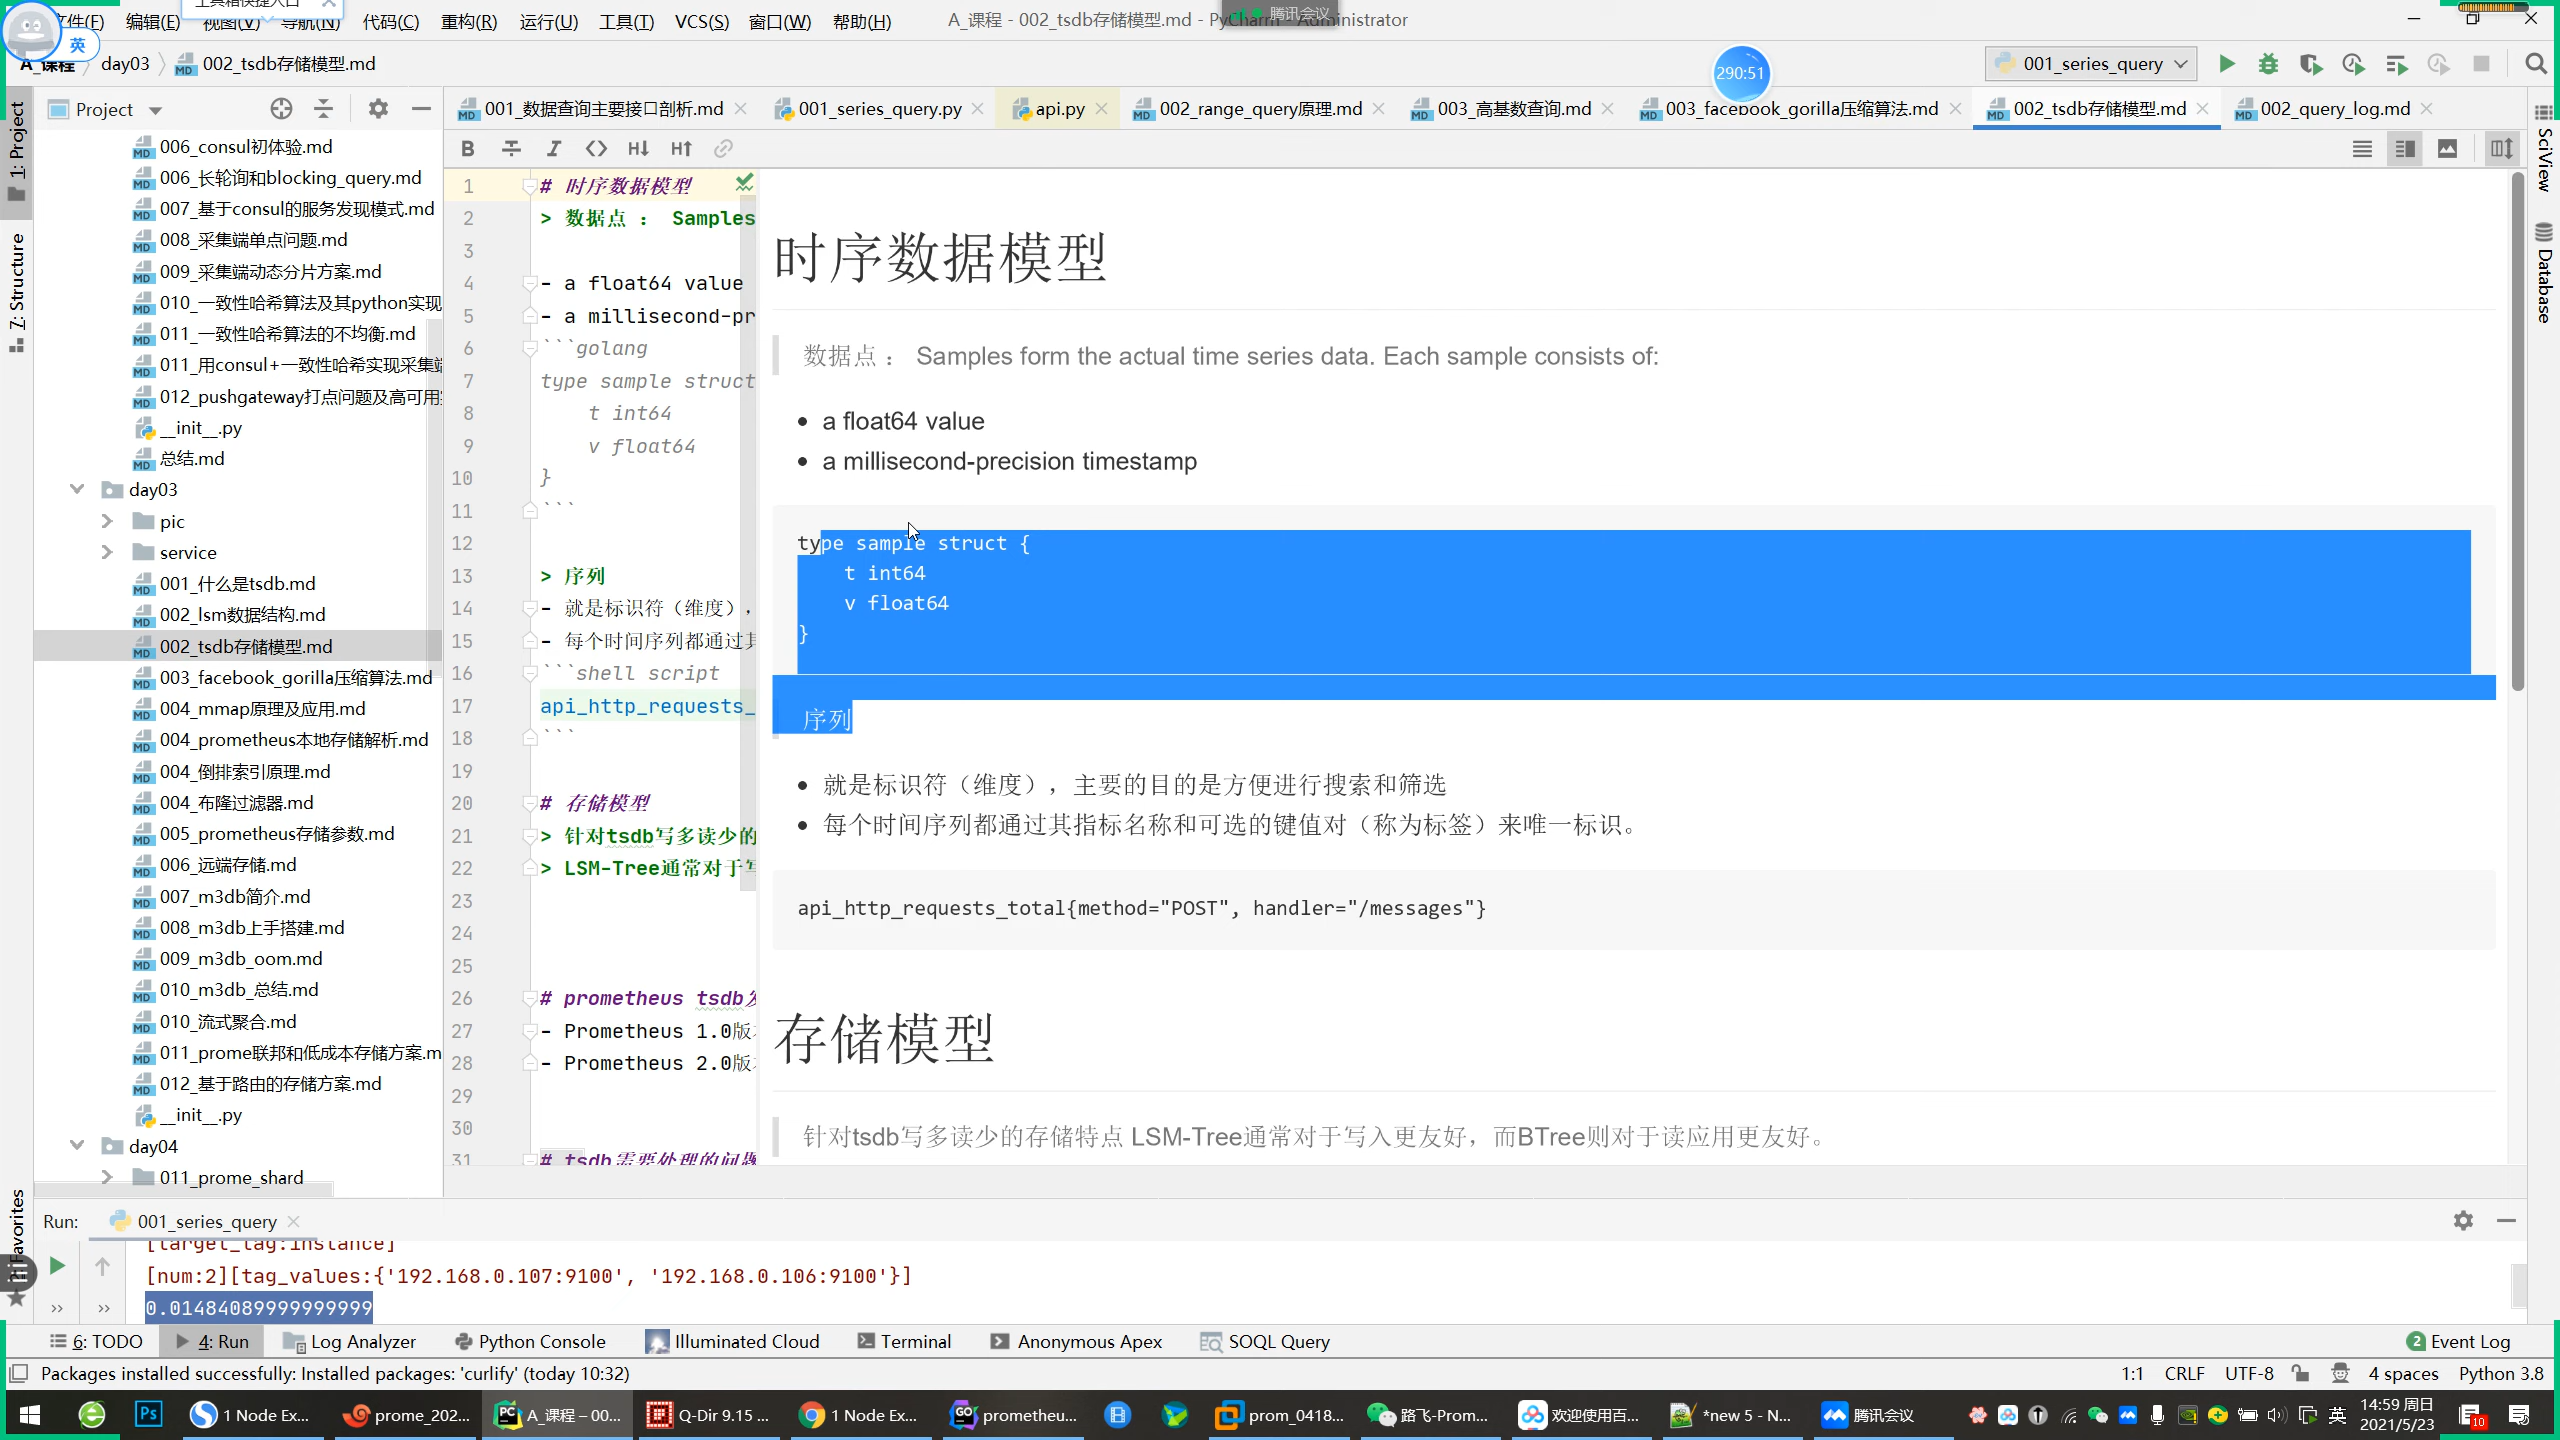 文件(F) 编辑(E) 视图(V) 导航(N) 代码(C) 重构(R) 运行(U) 工具(T) VCS(S) 窗口(W) 帮助(H) A_课程 - 002_tsdb存储模型.md - PyCharm - Administrator
腾讯会议
英
A_课程 day03 002_tsdb存储模型.md
290:51
001_series_query
Project
001_数据查询主要接口剖析.md 001_series_query.py api.py 002_range_query原理.md 003_高基数查询.md 003_facebook_gorilla压缩算法.md 002_tsdb存储模型.md 002_query_log.md
1: Project
7: Structure
Favorites
SciView
Database
006_consul初体验.md
006_长轮询和blocking_query.md
007_基于consul的服务发现模式.md
008_采集端单点问题.md
009_采集端动态分片方案.md
010_一致性哈希算法及其python实现
011_一致性哈希算法的不均衡.md
011_用consul+一致性哈希实现采集
012_pushgateway打点问题及高可用
__init__.py
总结.md
day03
pic
service
001_什么是tsdb.md
002_lsm数据结构.md
002_tsdb存储模型.md
003_facebook_gorilla压缩算法.md
004_mmap原理及应用.md
004_prometheus本地存储解析.md
004_倒排索引原理.md
004_布隆过滤器.md
005_prometheus存储参数.md
006_远端存储.md
007_m3db简介.md
008_m3db上手搭建.md
009_m3db_oom.md
010_m3db_总结.md
010_流式聚合.md
011_prome联邦和低成本存储方案.m
012_基于路由的存储方案.md
__init__.py
day04
011_prome_shard
1 # 时序数据模型
2 > 数据点 ： Samples
3
4 - a float64 value
5 - a millisecond-pr
6 ```golang
7 type sample struct
8 t int64
9 v float64
10 }
11 ```
12
13 > 序列
14 - 就是标识符（维度），
15 - 每个时间序列都通过其
16 ```shell script
17 api_http_requests_
18 ```
19
20 # 存储模型
21 > 针对tsdb写多读少的
22 > LSM-Tree通常对于写
23
24
25
26 # prometheus tsdb
27 - Prometheus 1.0版
28 - Prometheus 2.0版
29
30
31 # tsdb需要处理的问题
时序数据模型
数据点 ： Samples form the actual time series data. Each sample consists of:
• a float64 value
• a millisecond-precision timestamp
type sample struct {
t int64
v float64
}
序列
• 就是标识符（维度），主要的目的是方便进行搜索和筛选
• 每个时间序列都通过其指标名称和可选的键值对（称为标签）来唯一标识。
api_http_requests_total{method="POST", handler="/messages"}
存储模型
针对tsdb写多读少的存储特点 LSM-Tree通常对于写入更友好，而BTree则对于读应用更友好。
Run: 001_series_query
[target_tag:instance]
[num:2][tag_values:{'192.168.0.107:9100', '192.168.0.106:9100'}]
0.01484089999999999
6: TODO 4: Run Log Analyzer Python Console Illuminated Cloud Terminal Anonymous Apex SOQL Query 2 Event Log
Packages installed successfully: Installed packages: 'curlify' (today 10:32) 1:1 CRLF UTF-8 4 spaces Python 3.8
1 Node Ex... prome_202... A_课程 – 00... Q-Dir 9.15 ... 1 Node Ex... prometheu... prom_0418... 路飞-Prom... 欢迎使用百... *new 5 - N... 腾讯会议 英 14:59 周日
2021/5/23 10